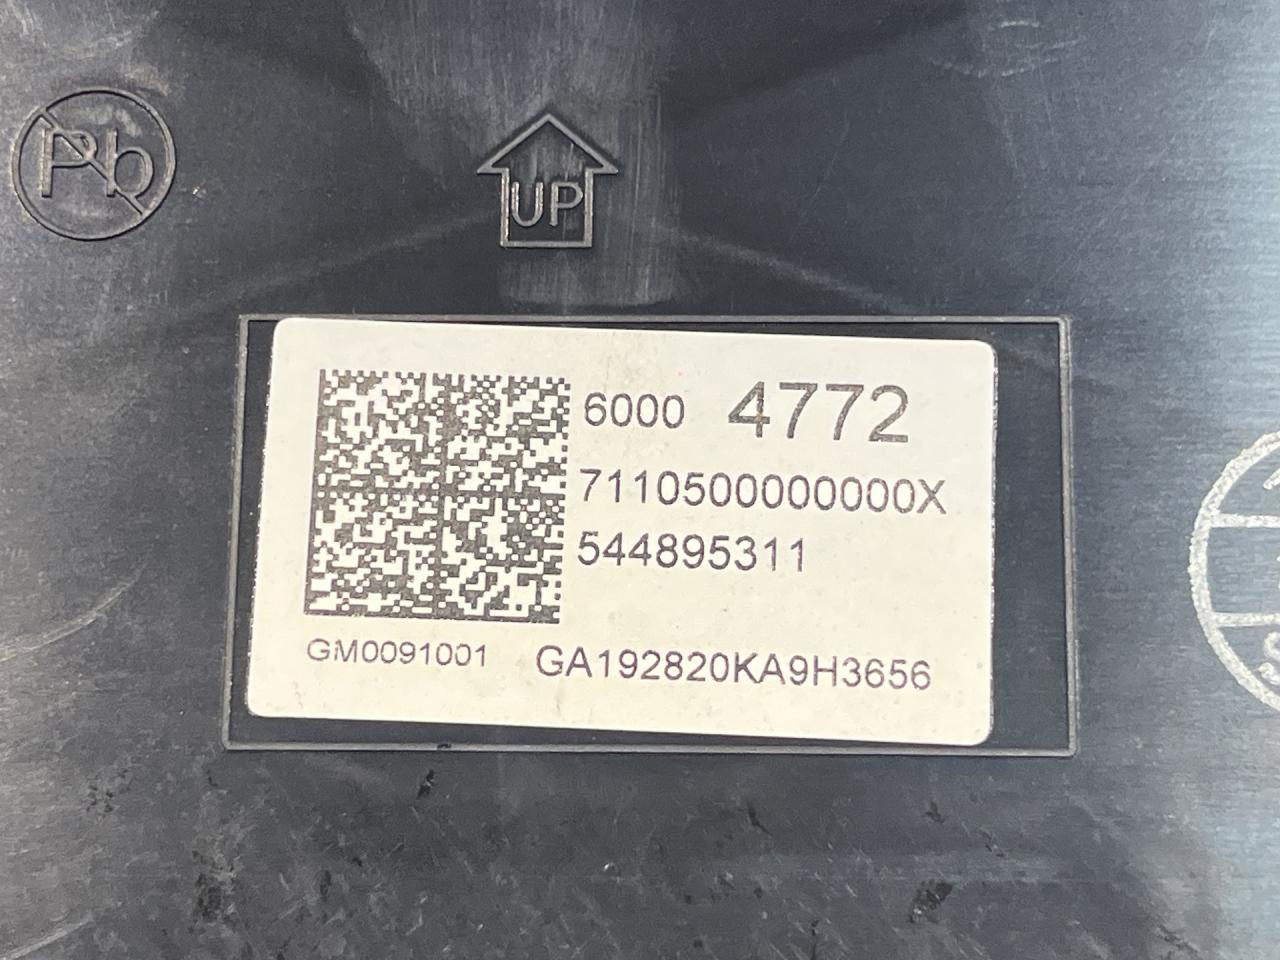 Pb
UP
6000 4772
7110500000000X
544895311
GM0091001 GA192820KA9H3656